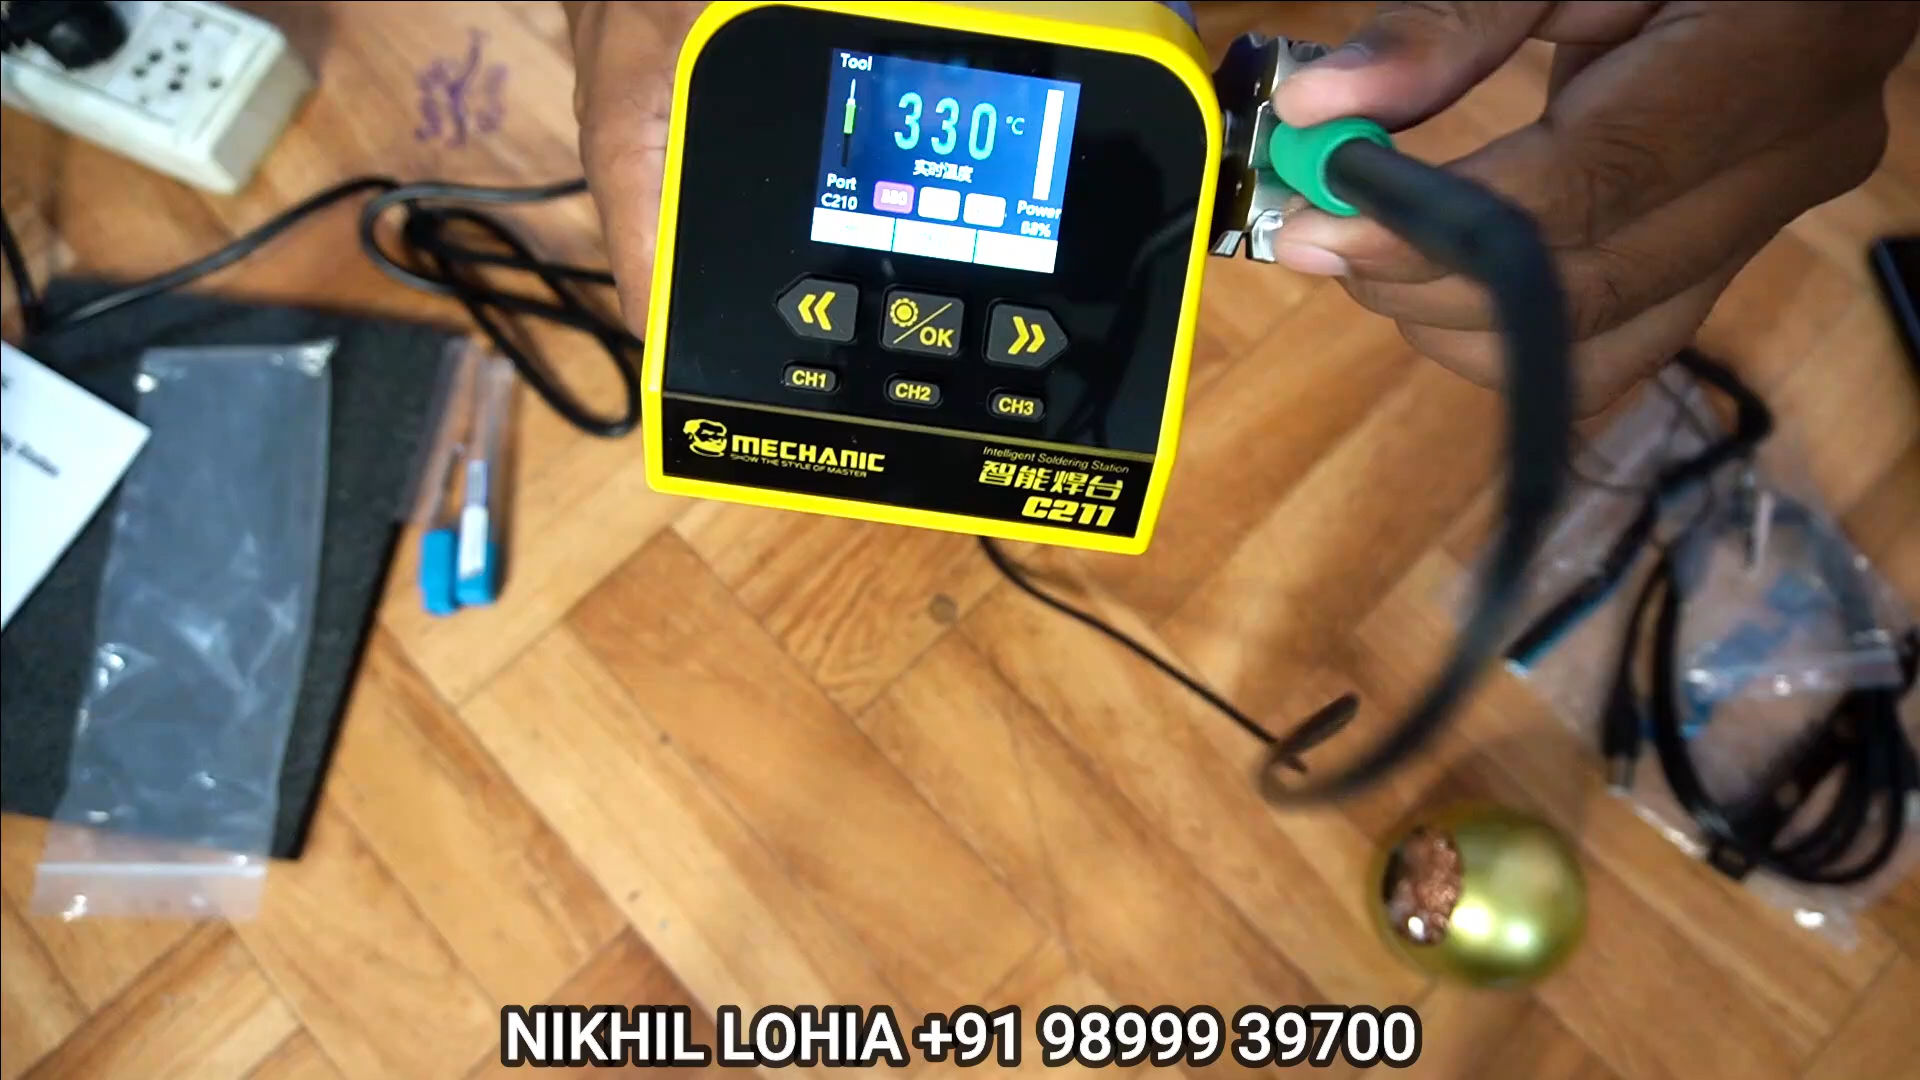 Tool
330 °C
实时温度
Port
C210
Power
OK
CH1
CH2
CH3
MECHANIC
SHOW THE STYLE OF MASTER
Intelligent Soldering Station
智能焊台
C211
NIKHIL LOHIA +91 98999 39700